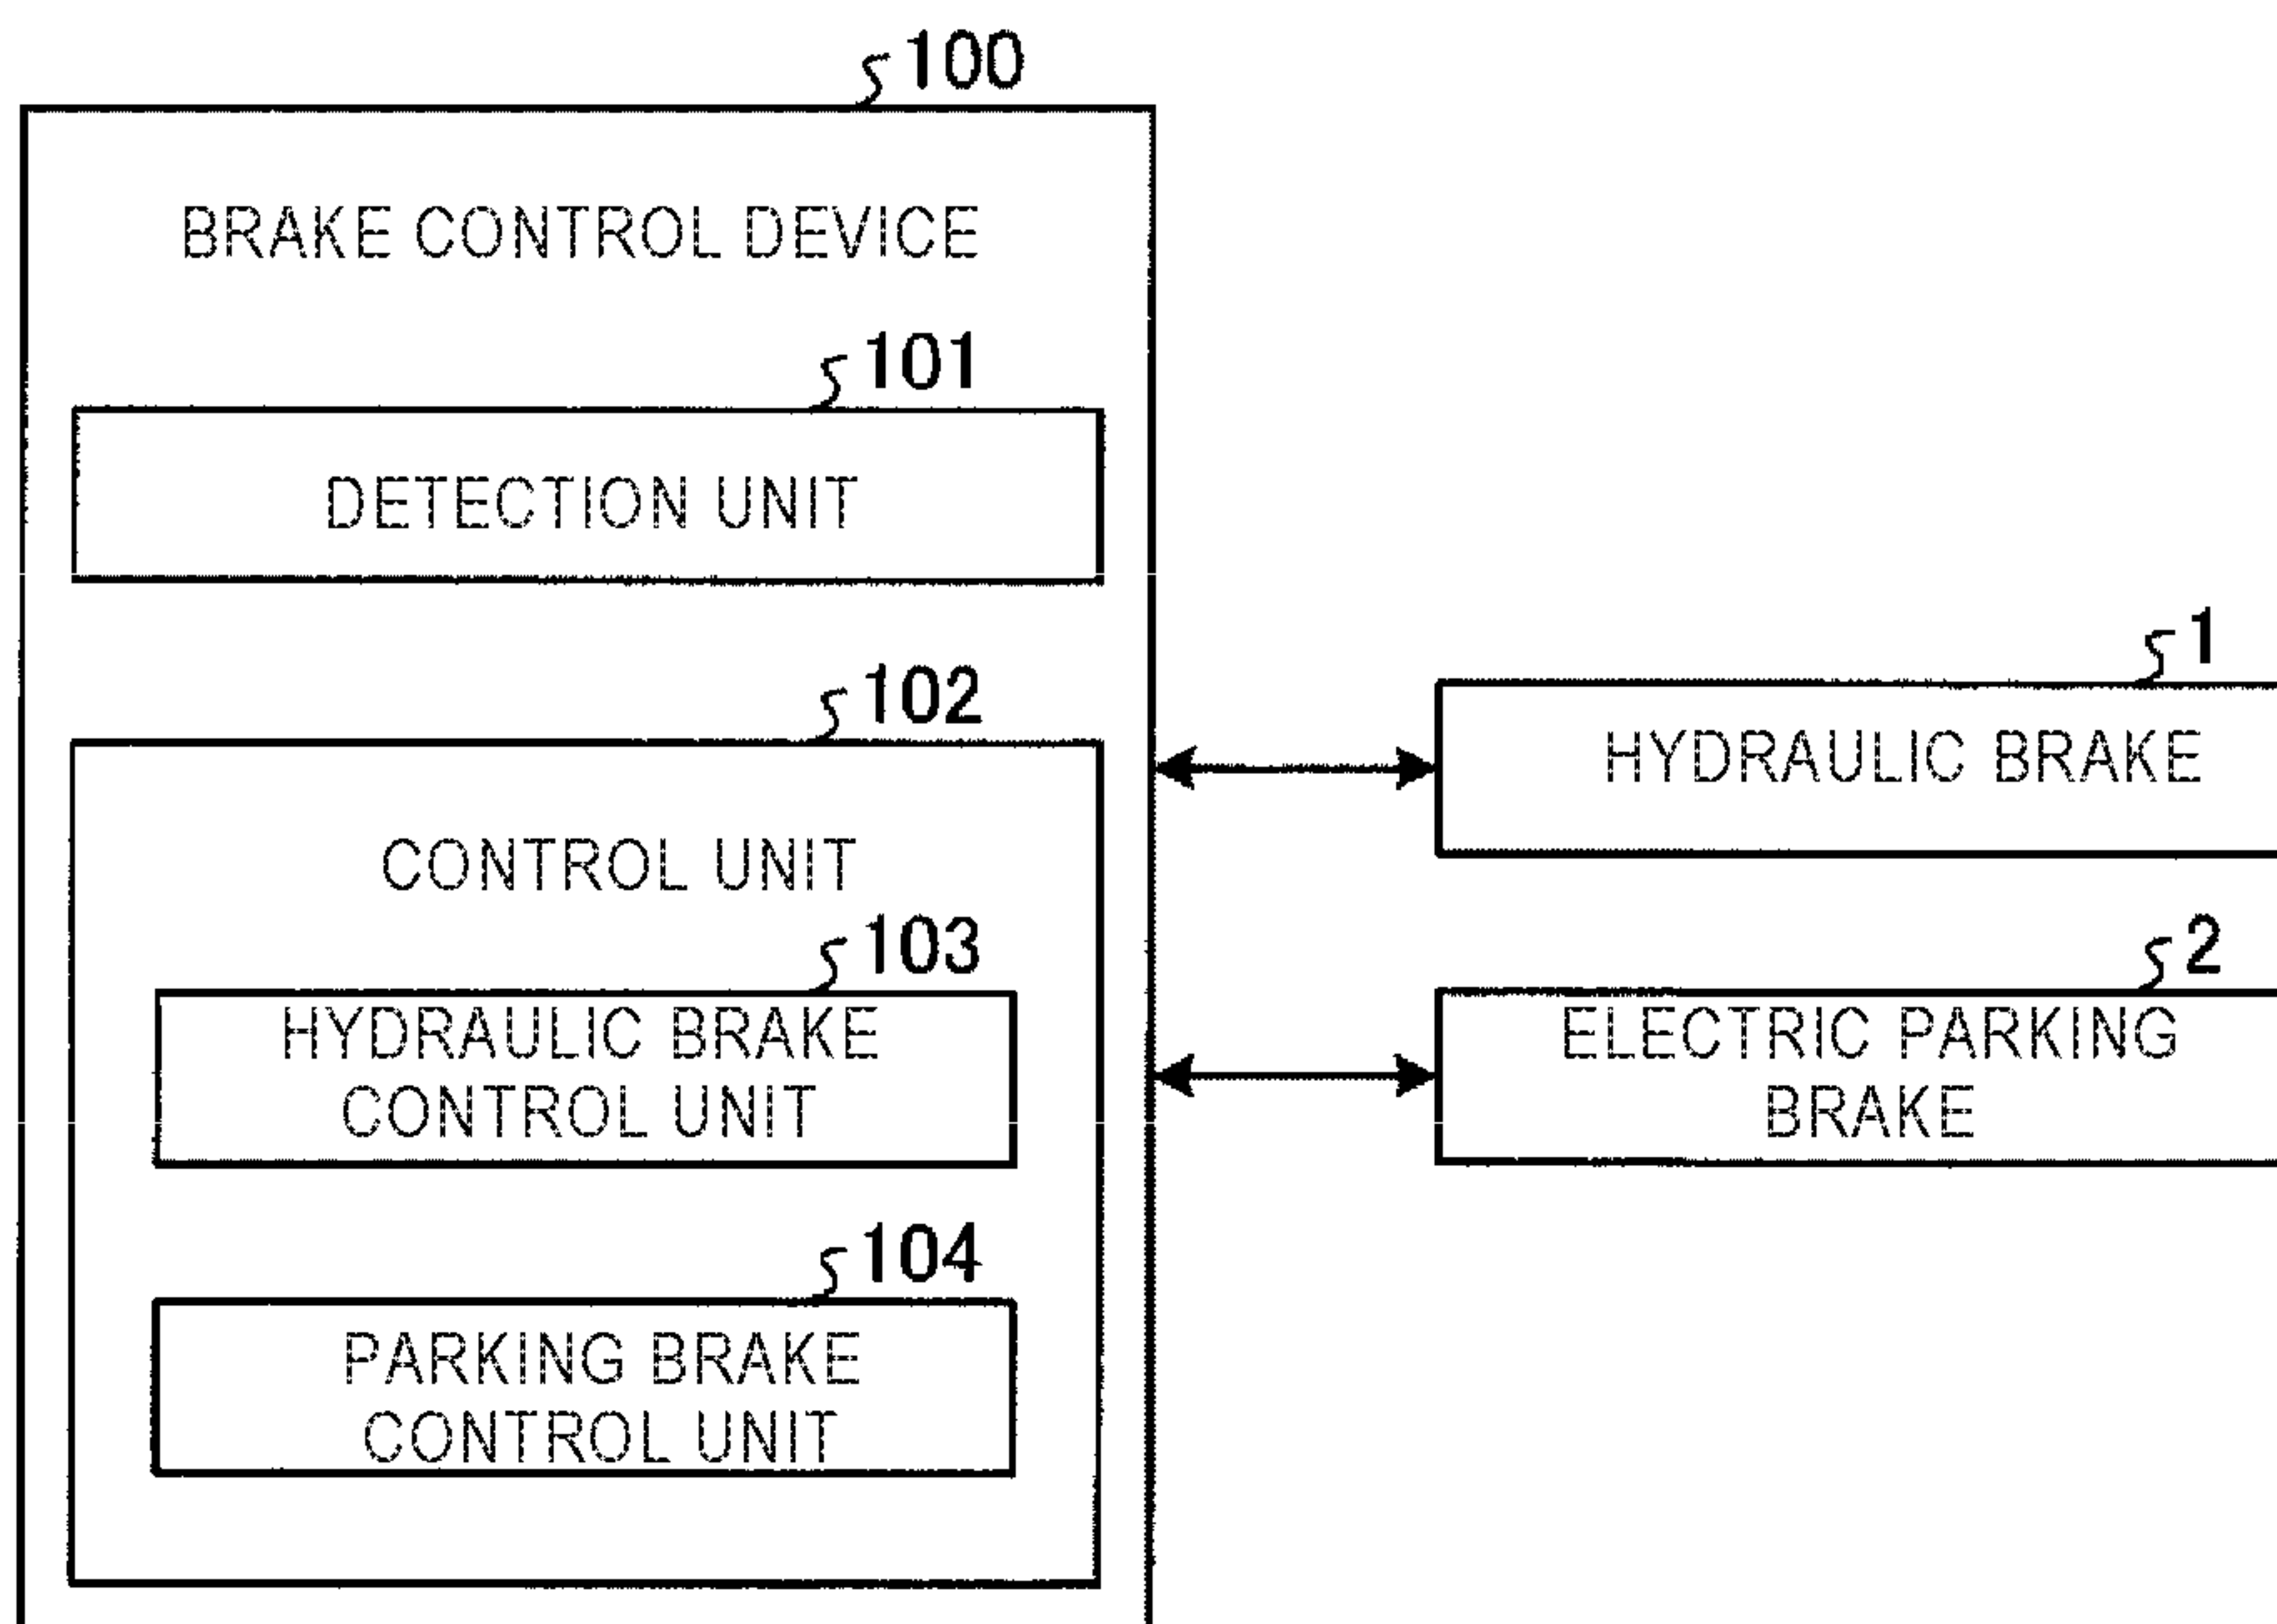 100
BRAKE CONTROL DEVICE
101
DETECTION UNIT
102
CONTROL UNIT
103
HYDRAULIC BRAKE
CONTROL UNIT
104
PARKING BRAKE
CONTROL UNIT
1
HYDRAULIC BRAKE
2
ELECTRIC PARKING
BRAKE